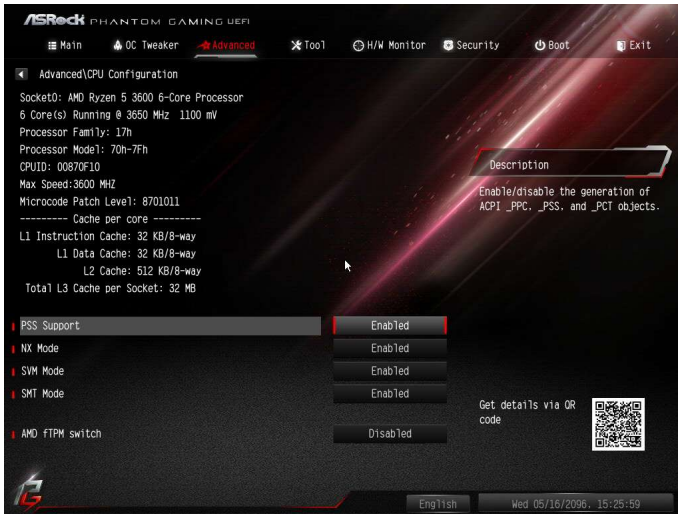 ASRock PHANTOM GAMING UEFI
Main OC Tweaker Advanced Tool H/W Monitor Security Boot Exit
Advanced\CPU Configuration
Socket0: AMD Ryzen 5 3600 6-Core Processor
6 Core(s) Running @ 3650 MHz 1100 mV
Processor Family: 17h
Processor Model: 70h-7Fh
CPUID: 00870F10
Max Speed:3600 MHZ
Microcode Patch Level: 8701011
--------- Cache per core ---------
L1 Instruction Cache: 32 KB/8-way
L1 Data Cache: 32 KB/8-way
L2 Cache: 512 KB/8-way
Total L3 Cache per Socket: 32 MB
PSS Support Enabled
NX Mode Enabled
SVM Mode Enabled
SMT Mode Enabled
AMD fTPM switch Disabled
Description
Enable/disable the generation of
ACPI _PPC, _PSS, and _PCT objects.
Get details via QR
code
English Wed 05/16/2096, 15:25:59